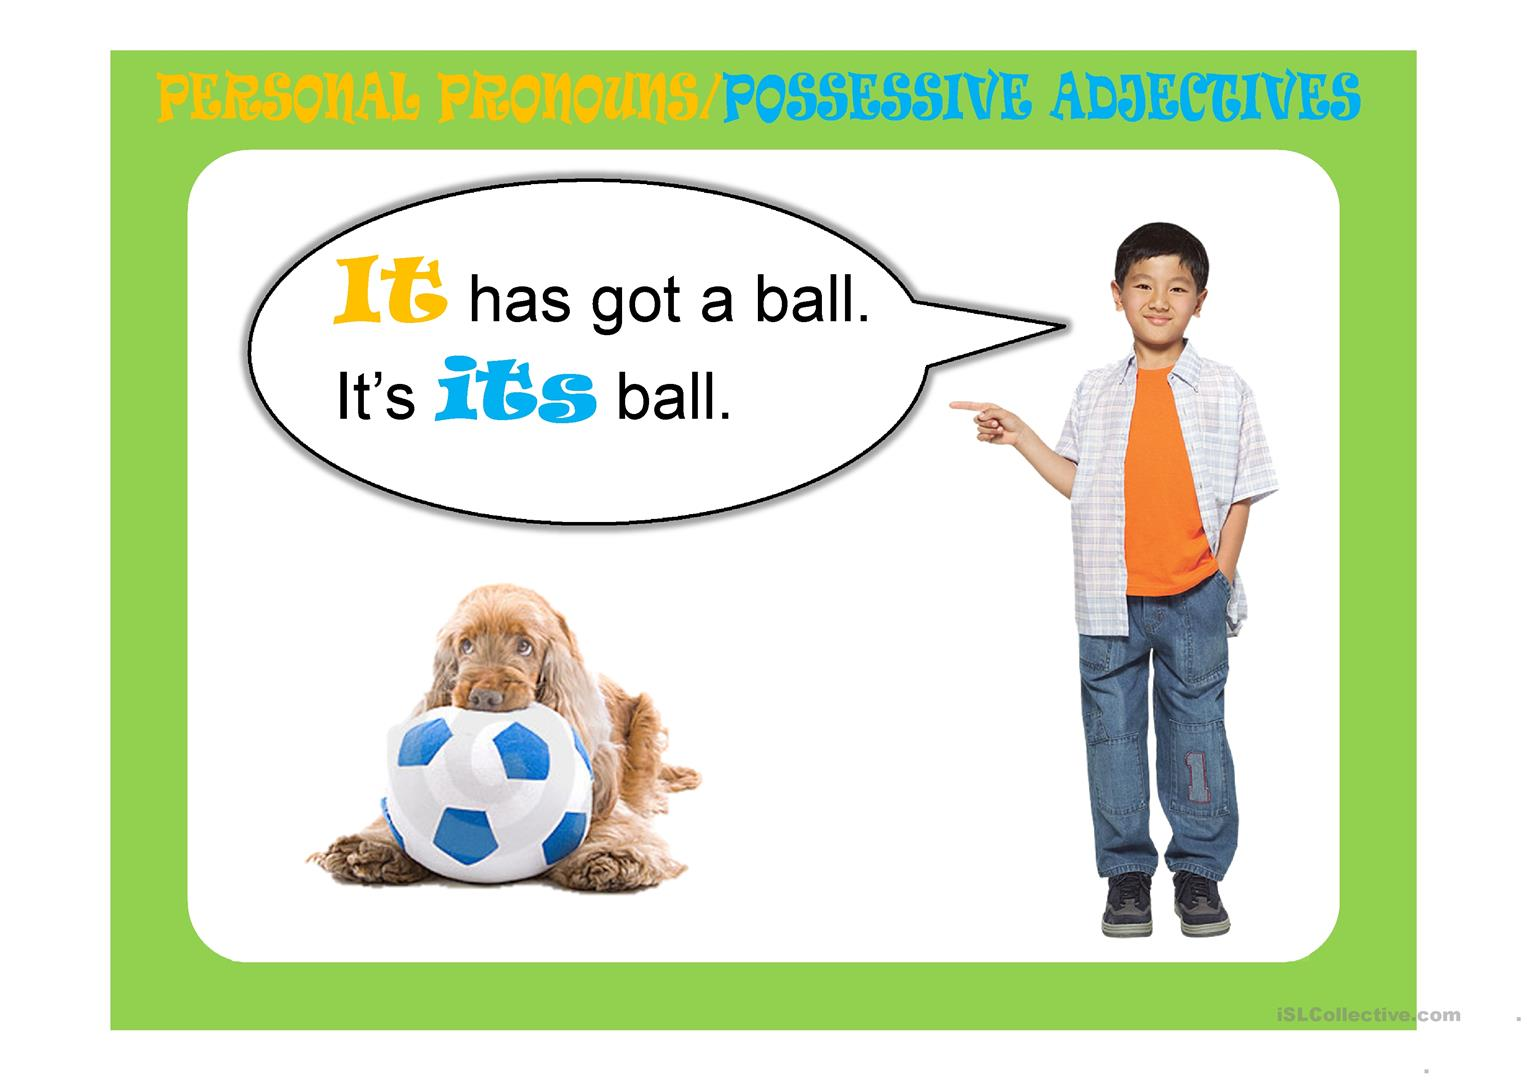 PERSONAL PRONOUNS/POSSESSIVE ADJECTIVES
It has got a ball.
It’s its ball.
1
iSLCollective.com